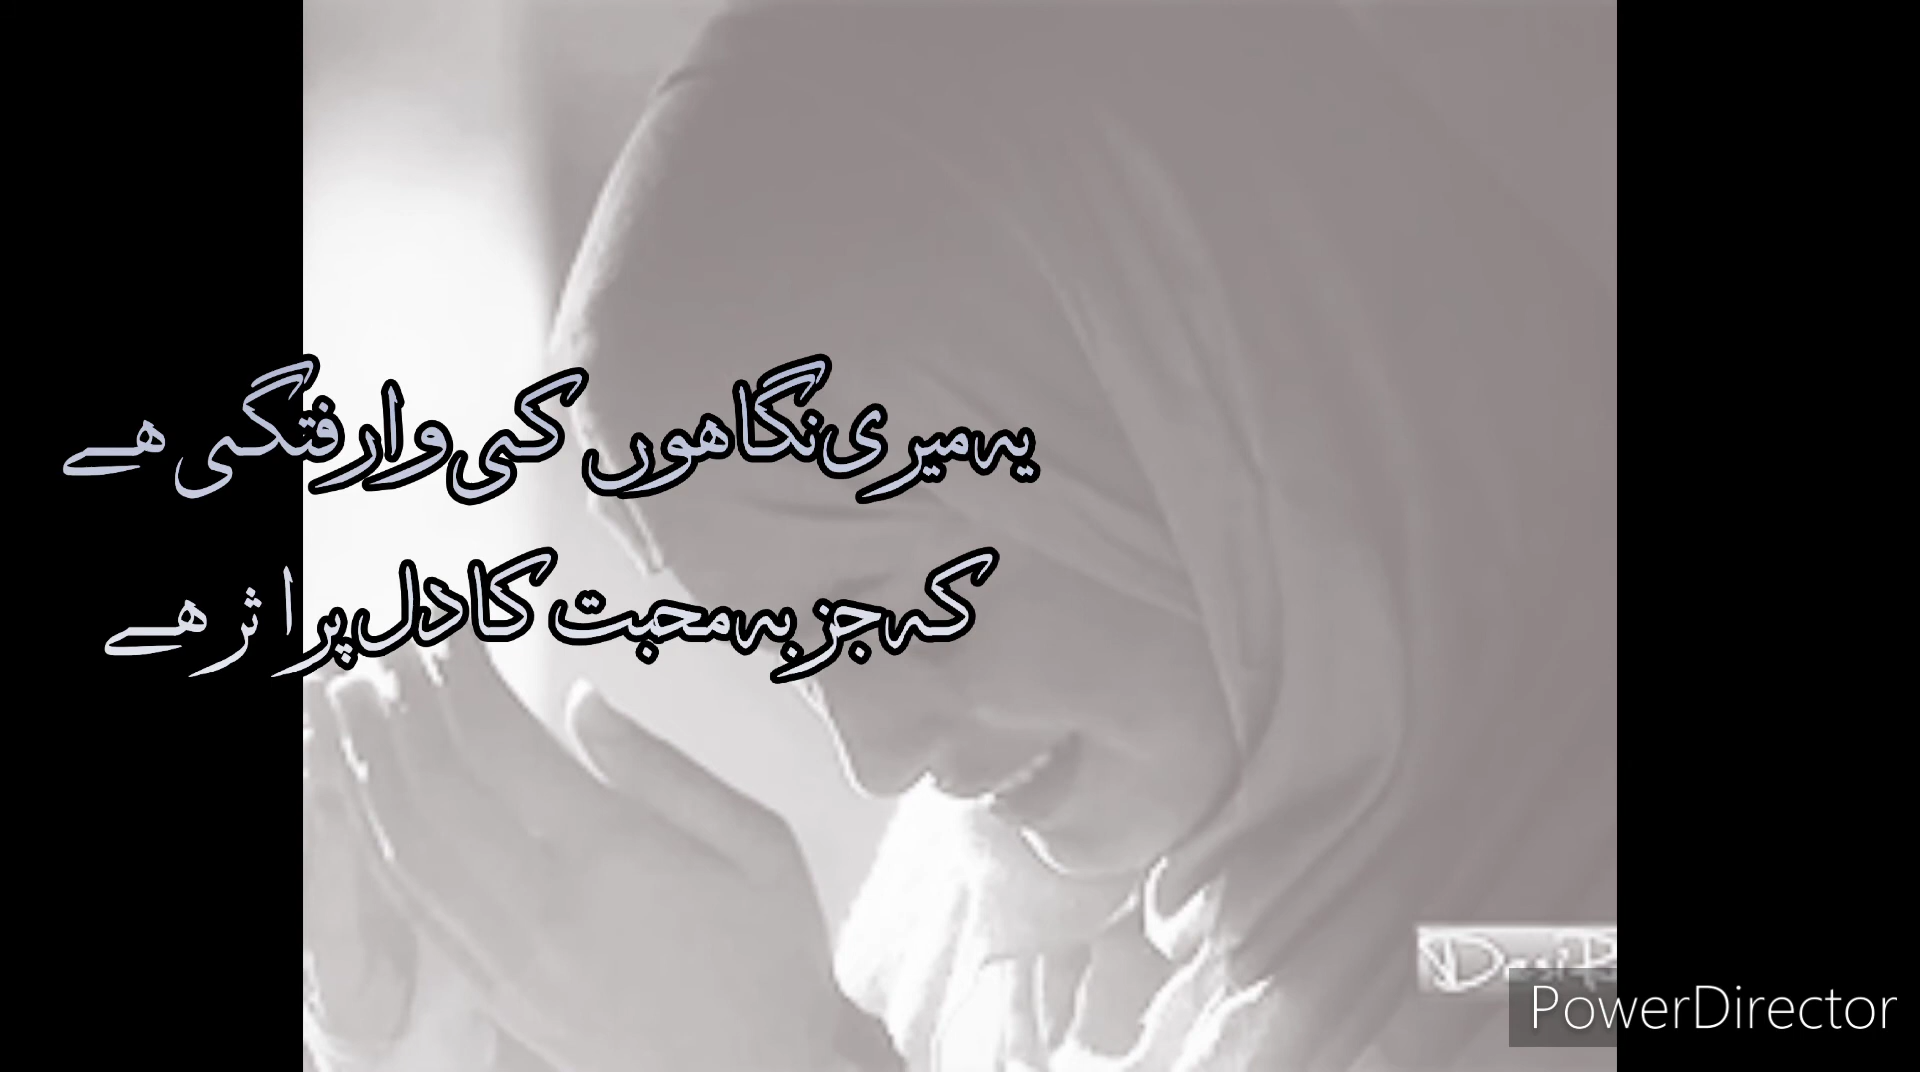 یہ میری نگاھوں کی وارفتگی ھے
کہ جزبہ محبت کا دل پر اثر ھے
PowerDirector